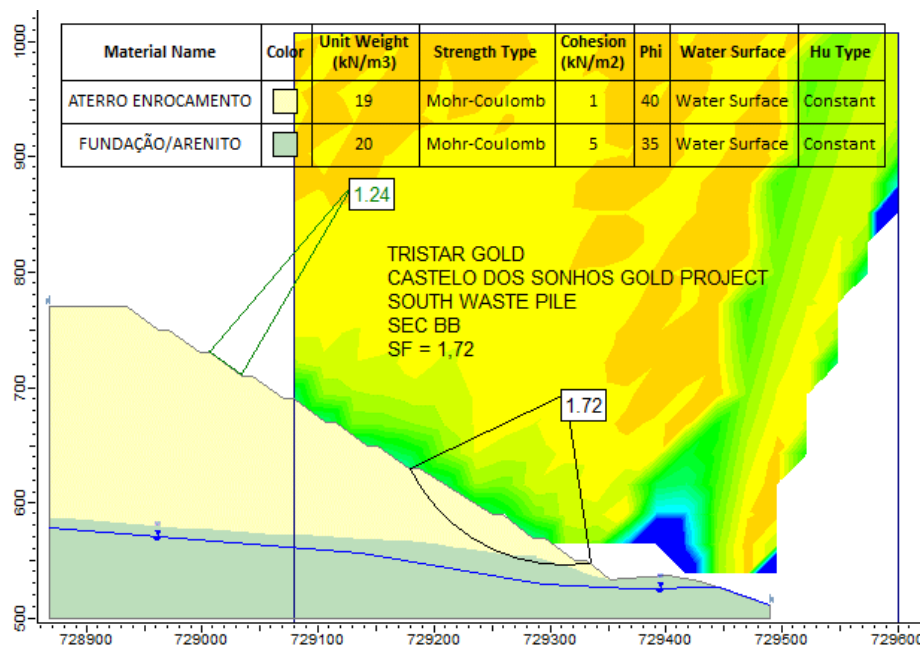 Material Name Color Unit Weight (kN/m3) Strength Type Cohesion (kN/m2) Phi Water Surface Hu Type
ATERRO ENROCAMENTO 19 Mohr-Coulomb 1 40 Water Surface Constant
FUNDAÇÃO/ARENITO 20 Mohr-Coulomb 5 35 Water Surface Constant
1.24
TRISTAR GOLD
CASTELO DOS SONHOS GOLD PROJECT
SOUTH WASTE PILE
SEC BB
SF = 1,72
1.72
1000
900
800
700
600
500
728900 729000 729100 729200 729300 729400 729500 729600